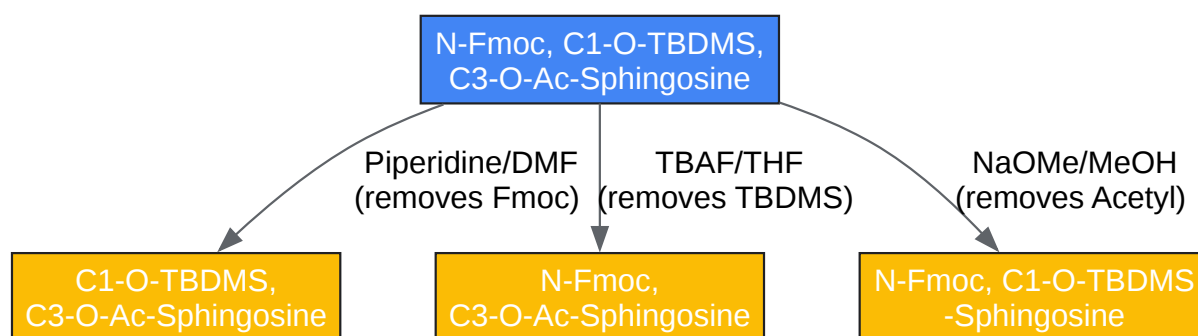 N-Fmoc, C1-O-TBDMS,
C3-O-Ac-Sphingosine
Piperidine/DMF
(removes Fmoc)
TBAF/THF
(removes TBDMS)
NaOMe/MeOH
(removes Acetyl)
C1-O-TBDMS,
C3-O-Ac-Sphingosine
N-Fmoc,
C3-O-Ac-Sphingosine
N-Fmoc, C1-O-TBDMS
-Sphingosine